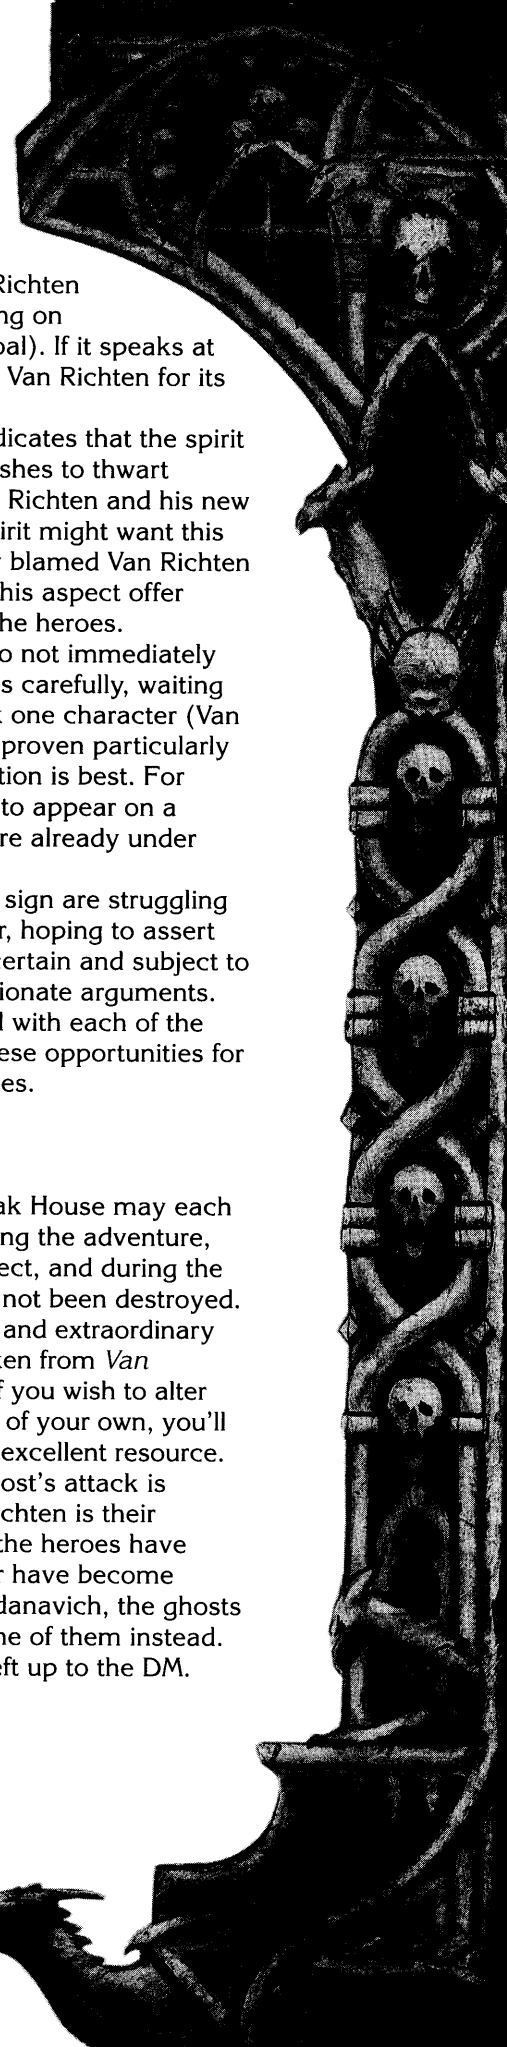 Richten
ng on
pal). If it speaks at
Van Richten for its
dicates that the spirit
shes to thwart
Richten and his new
irit might want this
blamed Van Richten
his aspect offer
he heroes.
o not immediately
s carefully, waiting
one character (Van
proven particularly
tion is best. For
to appear on a
re already under
sign are struggling
r, hoping to assert
certain and subject to
sionate arguments.
l with each of the
ese opportunities for
es.
ak House may each
ing the adventure,
ect, and during the
not been destroyed.
and extraordinary
ken from Van
f you wish to alter
of your own, you'll
excellent resource.
ost's attack is
ichten is their
the heroes have
r have become
danavich, the ghosts
ne of them instead.
eft up to the DM.